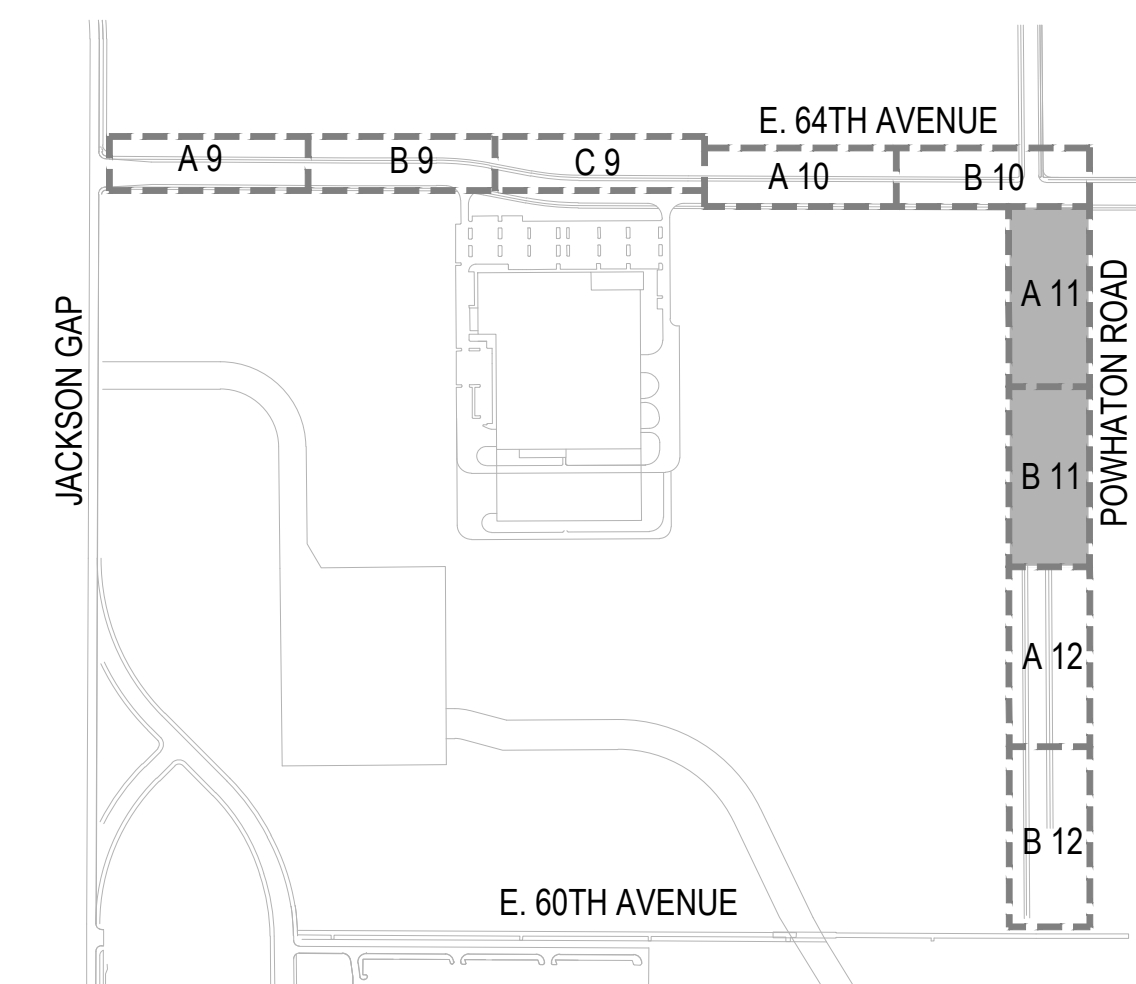 E. 64TH AVENUE
A 9
B 9
C 9
A 10
B 10
JACKSON GAP
A 11
POWHATON ROAD
B 11
A 12
B 12
E. 60TH AVENUE